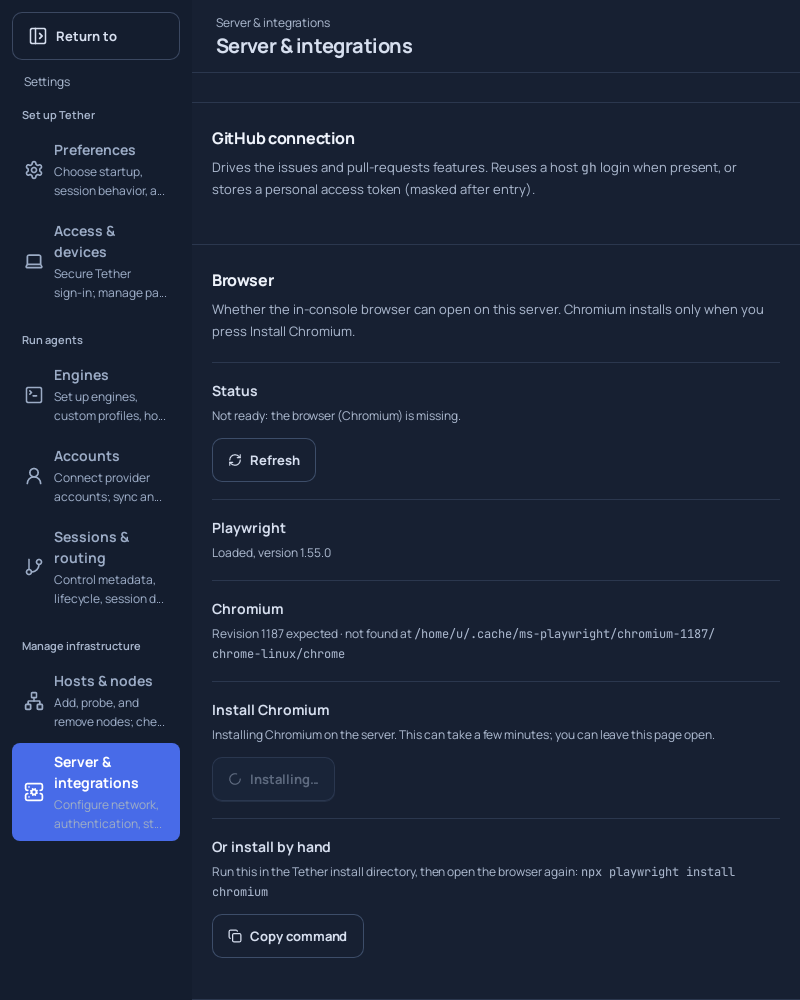 Return to
Settings
Set up Tether
Preferences
Choose startup,
session behavior, a...
Access &
devices
Secure Tether
sign-in; manage pa...
Run agents
Engines
Set up engines,
custom profiles, ho...
Accounts
Connect provider
accounts; sync an...
Sessions &
routing
Control metadata,
lifecycle, session d...
Manage infrastructure
Hosts & nodes
Add, probe, and
remove nodes; che...
Server &
integrations
Configure network,
authentication, st...
Server & integrations
Server & integrations
GitHub connection
Drives the issues and pull-requests features. Reuses a host gh login when present, or
stores a personal access token (masked after entry).
Browser
Whether the in-console browser can open on this server. Chromium installs only when you
press Install Chromium.
Status
Not ready: the browser (Chromium) is missing.
Refresh
Playwright
Loaded, version 1.55.0
Chromium
Revision 1187 expected · not found at /home/u/.cache/ms-playwright/chromium-1187/
chrome-linux/chrome
Install Chromium
Installing Chromium on the server. This can take a few minutes; you can leave this page open.
Installing...
Or install by hand
Run this in the Tether install directory, then open the browser again: npx playwright install
chromium
Copy command